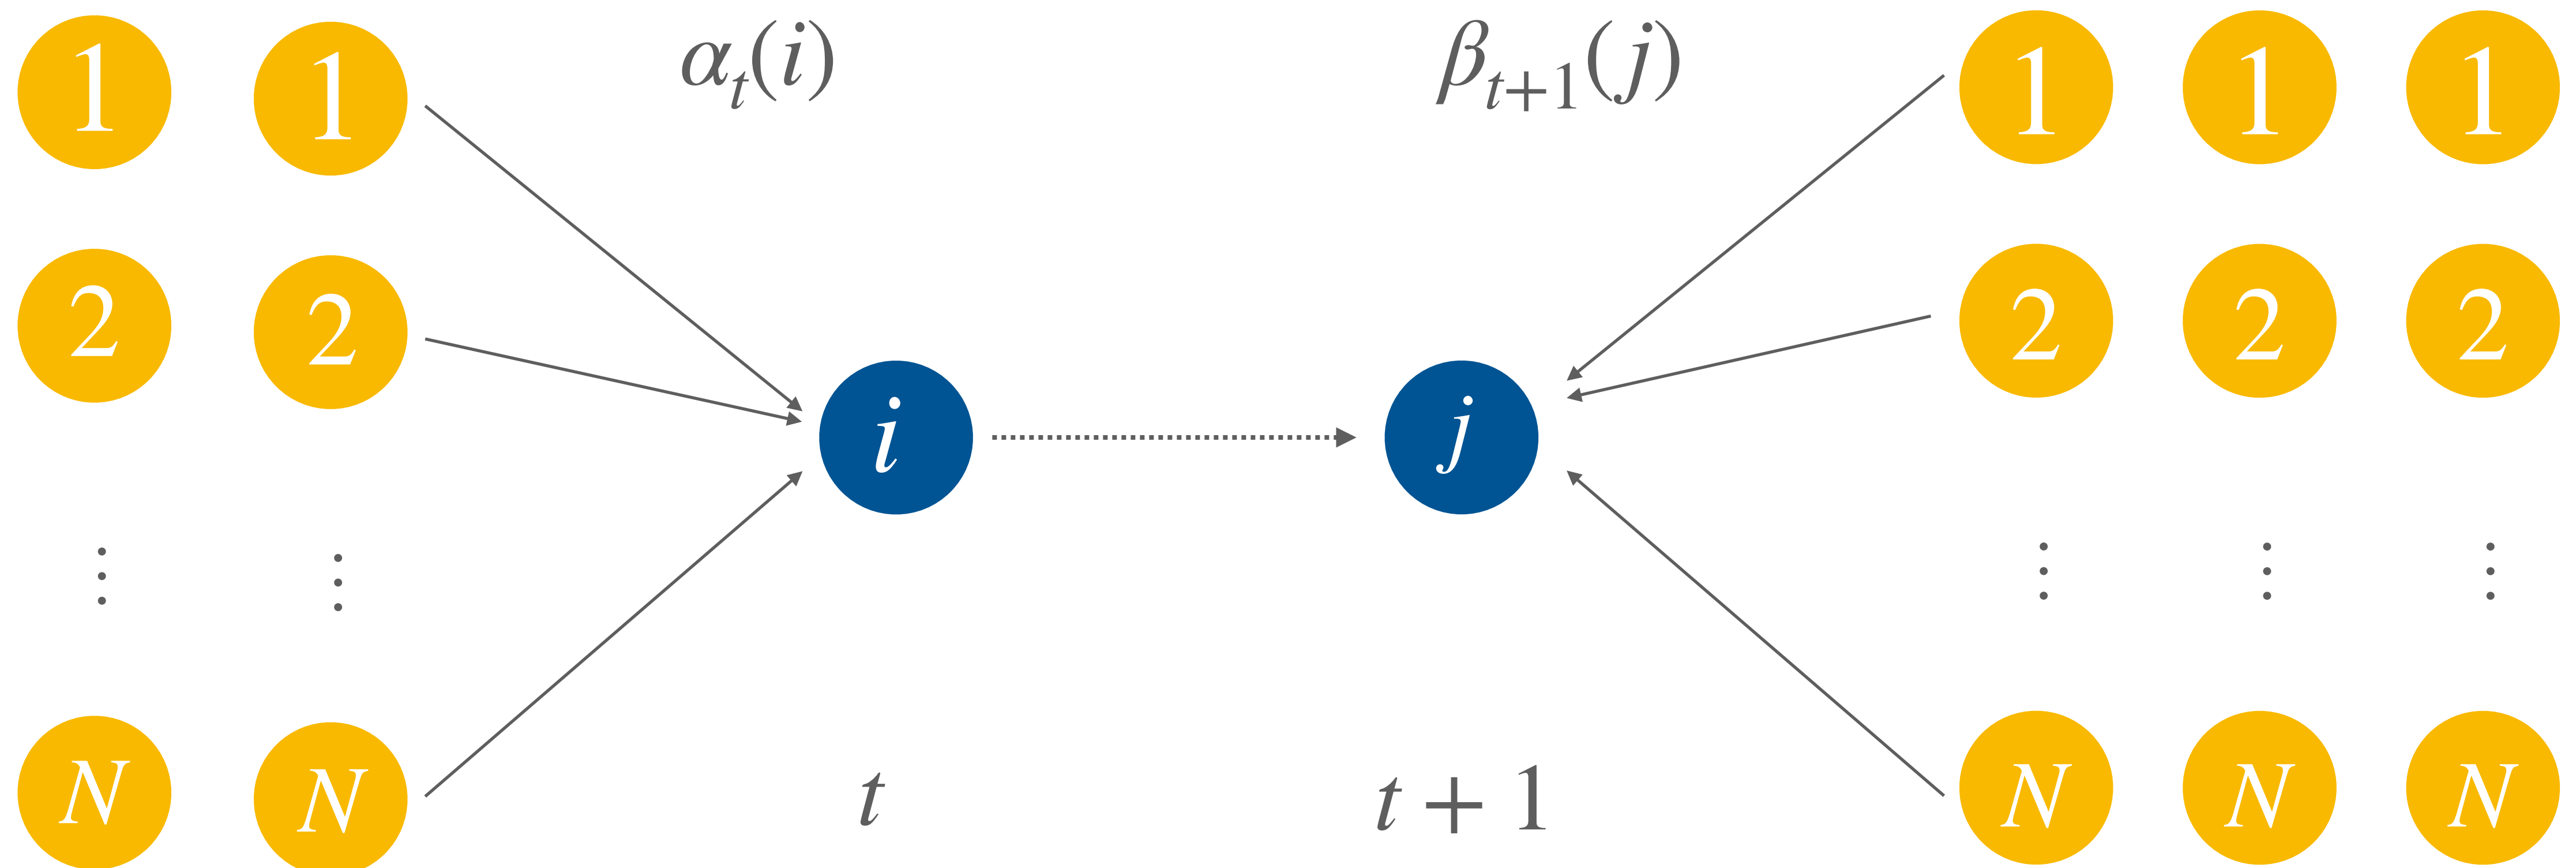 1 1 αₜ(i) βₜ₊₁(j) 1 1 1
2 2 2 2 2
i j
⋮ ⋮ ⋮ ⋮ ⋮
N N t t + 1 N N N